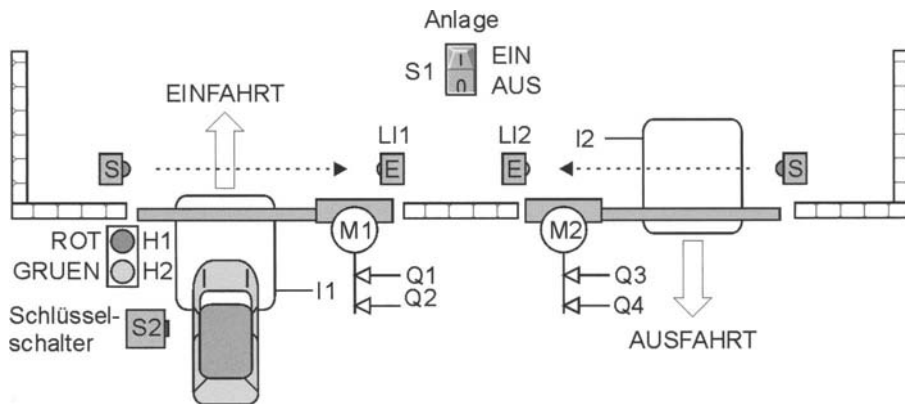 Anlage
S1
I
EIN
0
AUS
EINFAHRT
LI1
LI2
I2
S
E
E
S
M1
M2
ROT
H1
GRUEN
H2
I1
Q1
Q2
Q3
Q4
Schlüssel-
schalter
S2
AUSFAHRT